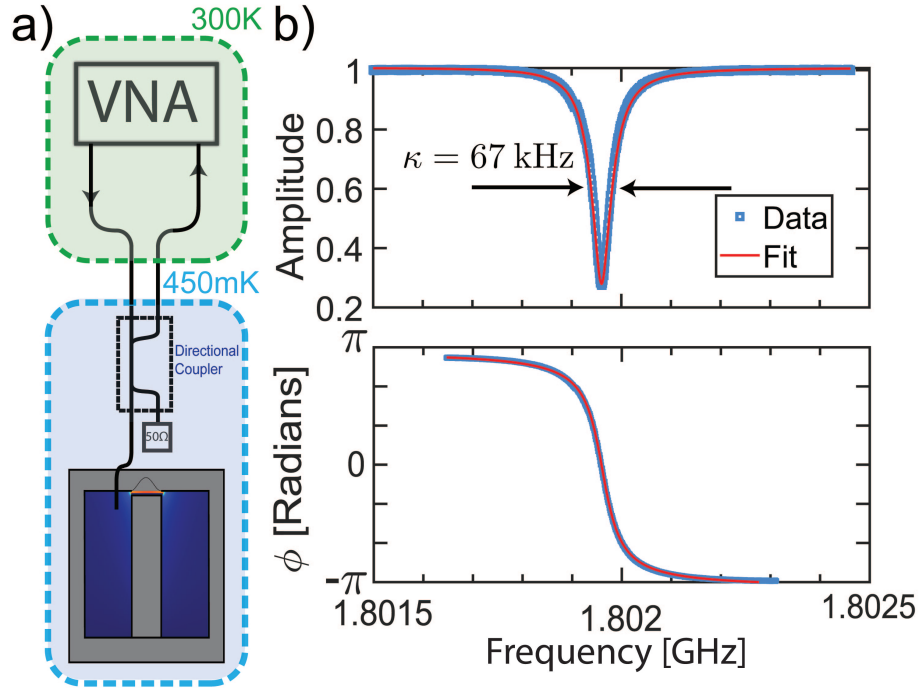 a)
300K
VNA
450mK
Directional
Coupler
50Ω
b)
1
0.8
0.6
0.4
0.2
Amplitude
κ = 67 kHz
Data
Fit
π
0
-π
ϕ [Radians]
1.8015
1.802
1.8025
Frequency [GHz]